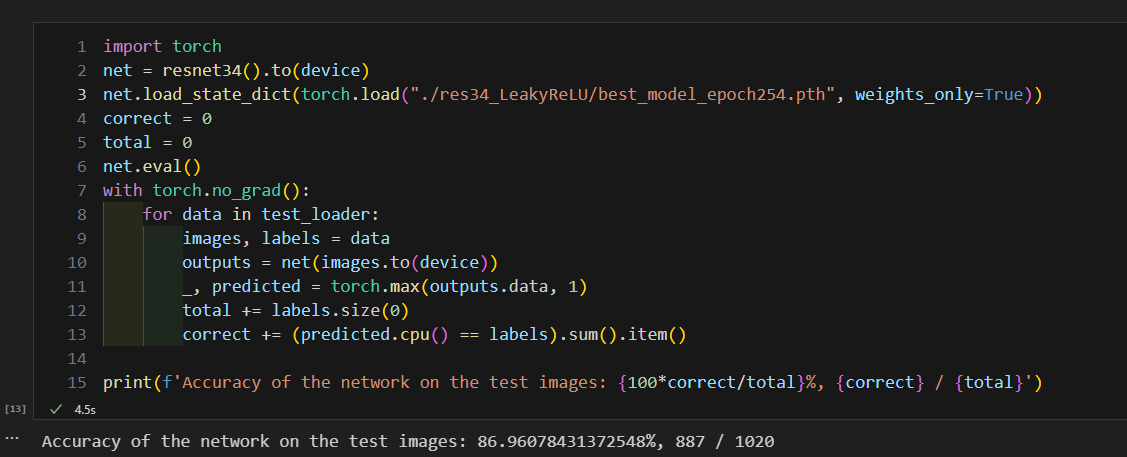 1 import torch
2 net = resnet34().to(device)
3 net.load_state_dict(torch.load("./res34_LeakyReLU/best_model_epoch254.pth", weights_only=True))
4 correct = 0
5 total = 0
6 net.eval()
7 with torch.no_grad():
8     for data in test_loader:
9         images, labels = data
10         outputs = net(images.to(device))
11         _, predicted = torch.max(outputs.data, 1)
12         total += labels.size(0)
13         correct += (predicted.cpu() == labels).sum().item()
14
15 print(f'Accuracy of the network on the test images: {100*correct/total}%, {correct} / {total}')
[13] ✓ 4.5s
... Accuracy of the network on the test images: 86.96078431372548%, 887 / 1020